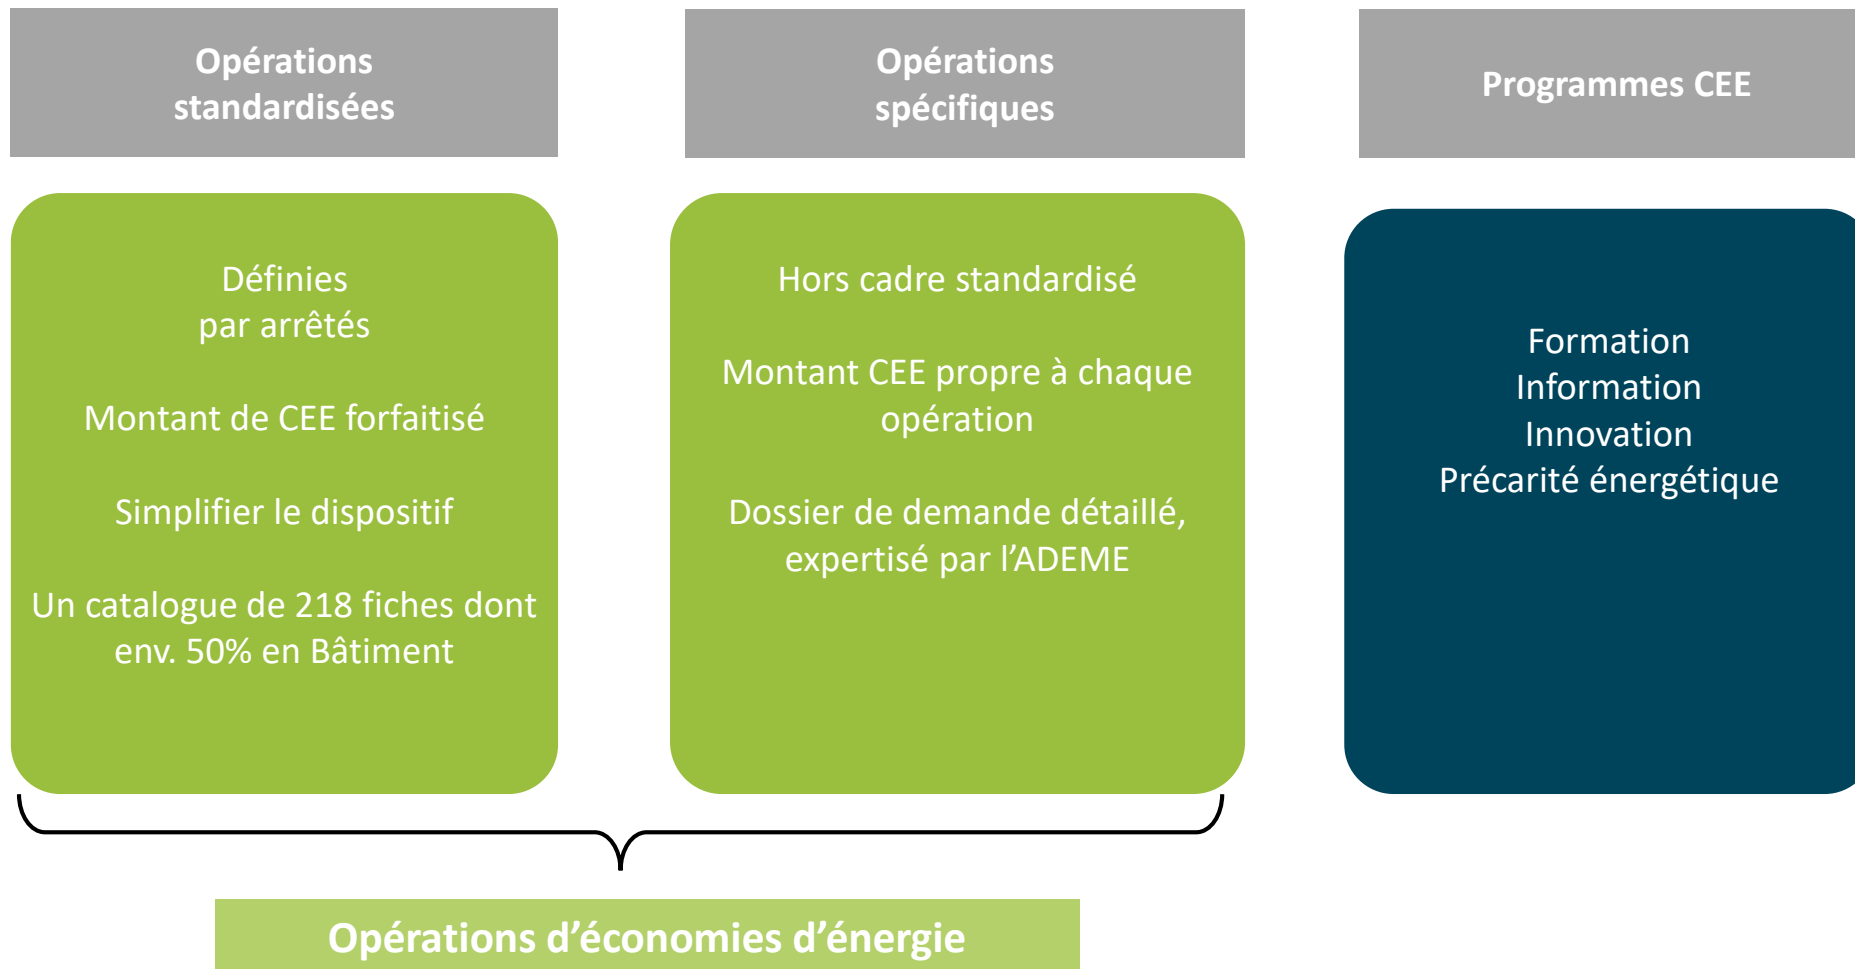 Opérations
standardisées
Opérations
spécifiques
Programmes CEE
Définies
par arrêtés
Montant de CEE forfaitisé
Simplifier le dispositif
Un catalogue de 218 fiches dont
env. 50% en Bâtiment
Hors cadre standardisé
Montant CEE propre à chaque
opération
Dossier de demande détaillé,
expertisé par l’ADEME
Formation
Information
Innovation
Précarité énergétique
Opérations d’économies d’énergie